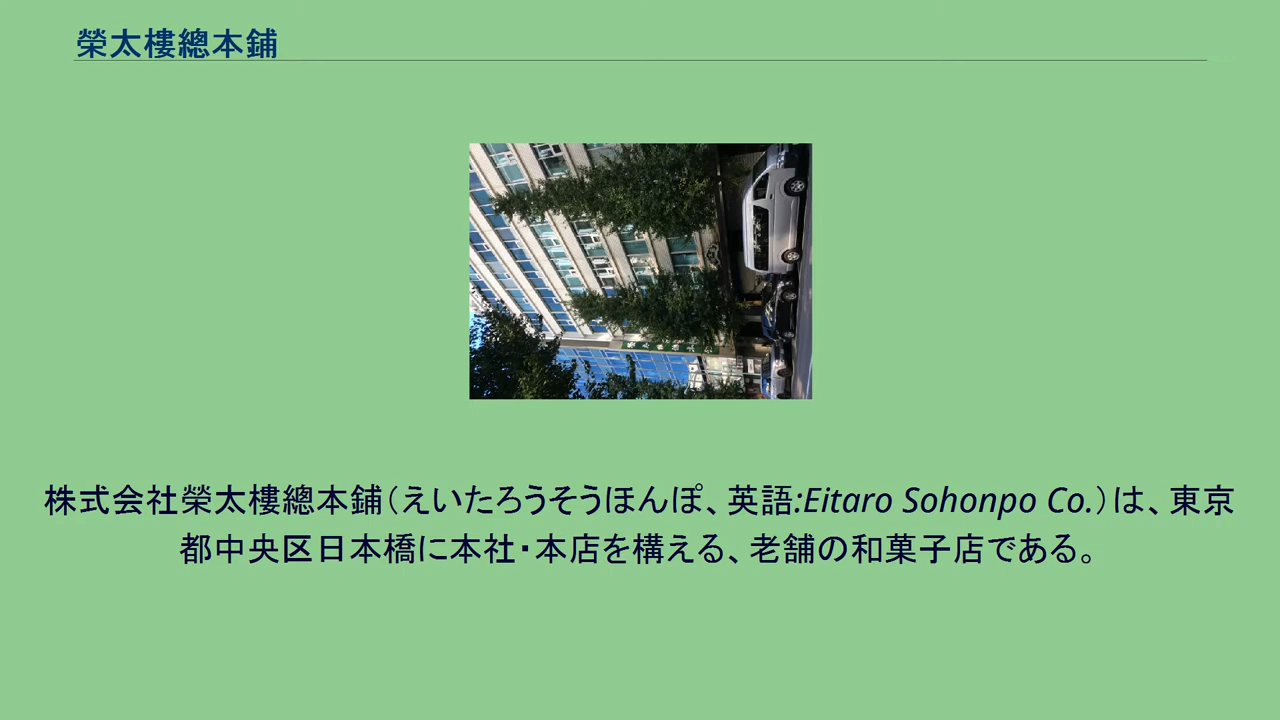 榮太樓總本鋪
株式会社榮太樓總本鋪（えいたろうそうほんぽ、英語:Eitaro Sohonpo Co.）は、東京
都中央区日本橋に本社・本店を構える、老舗の和菓子店である。